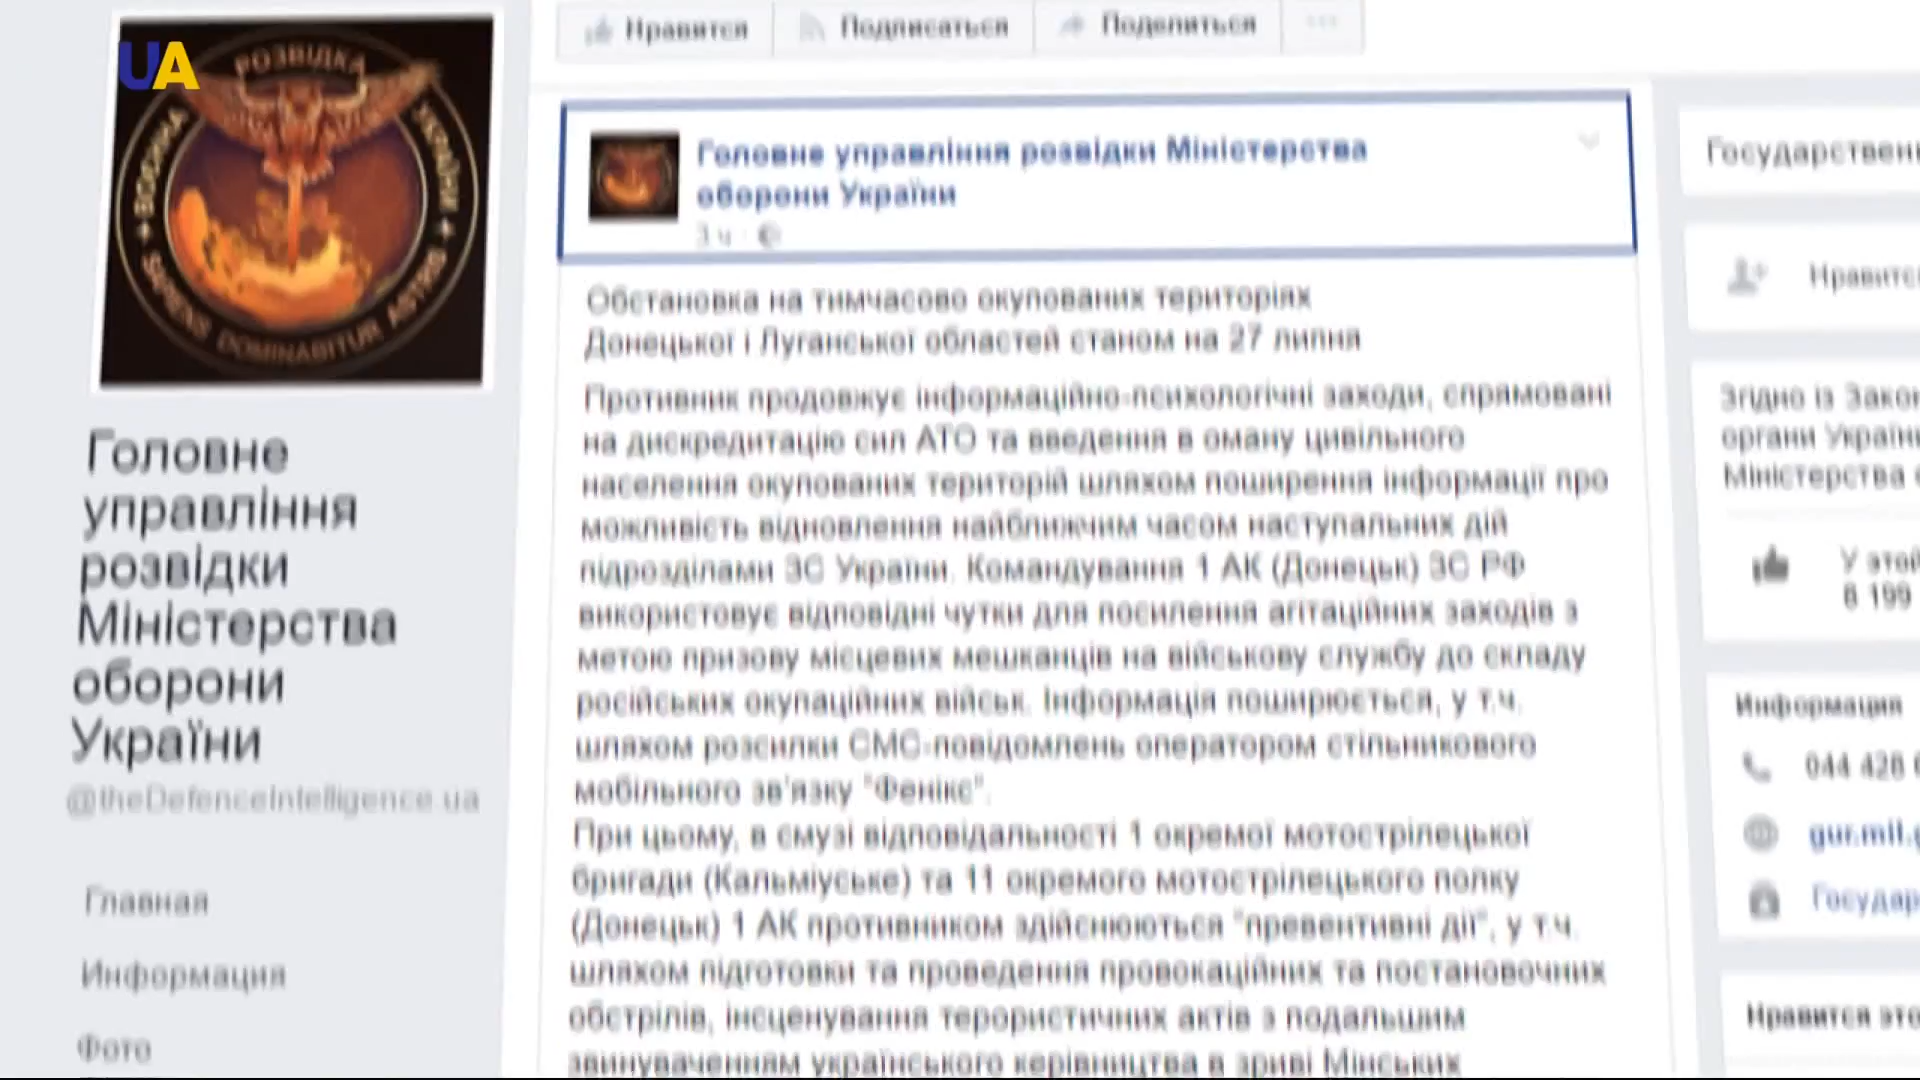 UA
РОЗВІДКА
ВОЄННА
УКРАЇНИ
SAPIENS DOMINABITUR ASTRIS
Головне
управління
розвідки
Міністерства
оборони
України
@theDefenceIntelligence.ua
Главная
Информация
Фото
Нравится
Подписаться
Поделиться
Головне управління розвідки Міністерства
оборони України
3 ч
Обстановка на тимчасово окупованих територіях
Донецької і Луганської областей станом на 27 липня
Противник продовжує інформаційно-психологічні заходи, спрямовані
на дискредитацію сил АТО та введення в оману цивільного
населення окупованих територій шляхом поширення інформації про
можливість відновлення найближчим часом наступальних дій
підрозділами ЗС України. Командування 1 АК (Донецьк) ЗС РФ
використовує відповідні чутки для посилення агітаційних заходів з
метою призову місцевих мешканців на військову службу до складу
російських окупаційних військ. Інформація поширюється, у т.ч.
шляхом розсилки СМС-повідомлень оператором стільникового
мобільного зв'язку "Фенікс".
При цьому, в смузі відповідальності 1 окремої мотострілецької
бригади (Кальміуське) та 11 окремого мотострілецького полку
(Донецьк) 1 АК противником здійснюються "превентивні дії", у т.ч.
шляхом підготовки та проведення провокаційних та постановочних
обстрілів, інсценування терористичних актів з подальшим
звинуваченням українського керівництва в зриві Мінських
Государствен
Нравитс
Згідно із Закон
органи Україн
Міністерства
У этой
8 199
Информация
044 428
gur.mil.
Государ
Нравится это